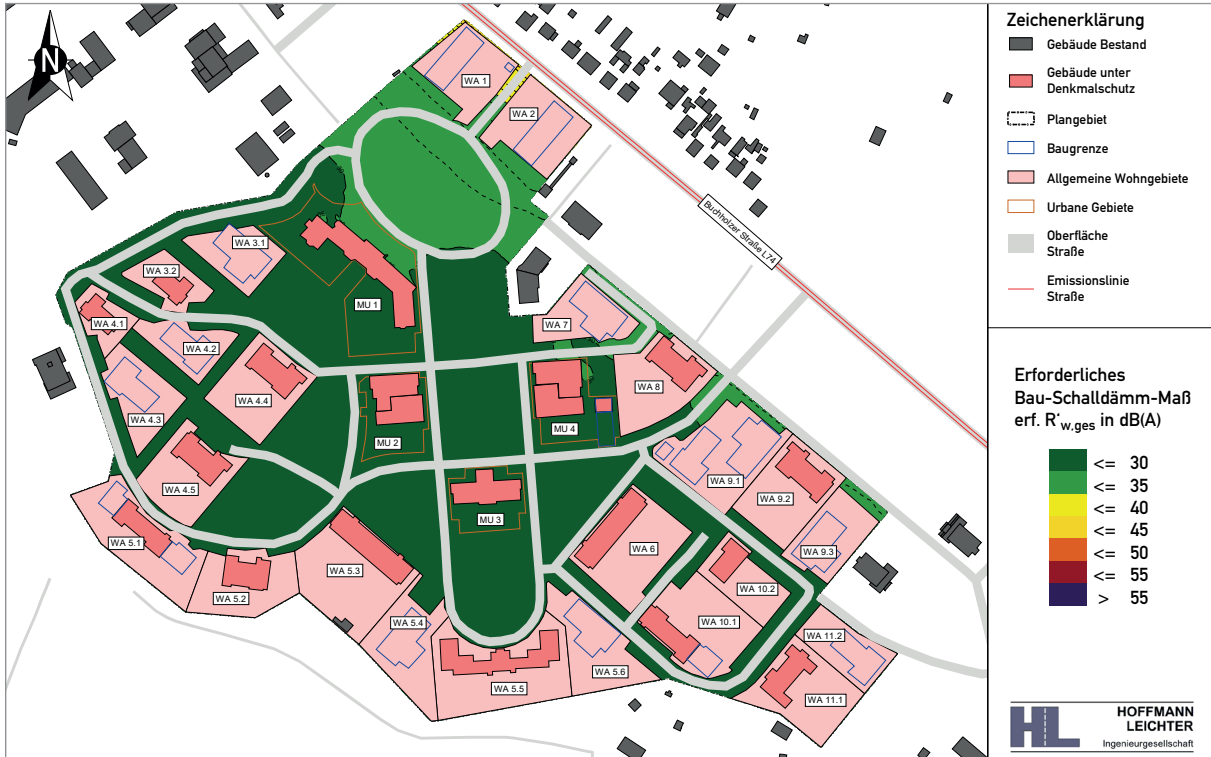 N
WA 1
WA 2
Buchholzer Straße L74
WA 3.1
WA 3.2
MU 1
WA 4.1
WA 4.2
WA 7
WA 4.4
WA 8
WA 4.3
MU 2
MU 4
WA 4.5
WA 9.1
WA 9.2
MU 3
WA 5.1
WA 6
WA 9.3
WA 5.3
WA 5.2
WA 10.2
WA 5.4
WA 10.1
WA 11.2
WA 5.6
WA 5.5
WA 11.1
Zeichenerklärung
Gebäude Bestand
Gebäude unter
Denkmalschutz
Plangebiet
Baugrenze
Allgemeine Wohngebiete
Urbane Gebiete
Oberfläche
Straße
Emissionslinie
Straße
Erforderliches
Bau-Schalldämm-Maß
erf. R'w,ges in dB(A)
<= 30
<= 35
<= 40
<= 45
<= 50
<= 55
> 55
HL
HOFFMANN
LEICHTER
Ingenieurgesellschaft